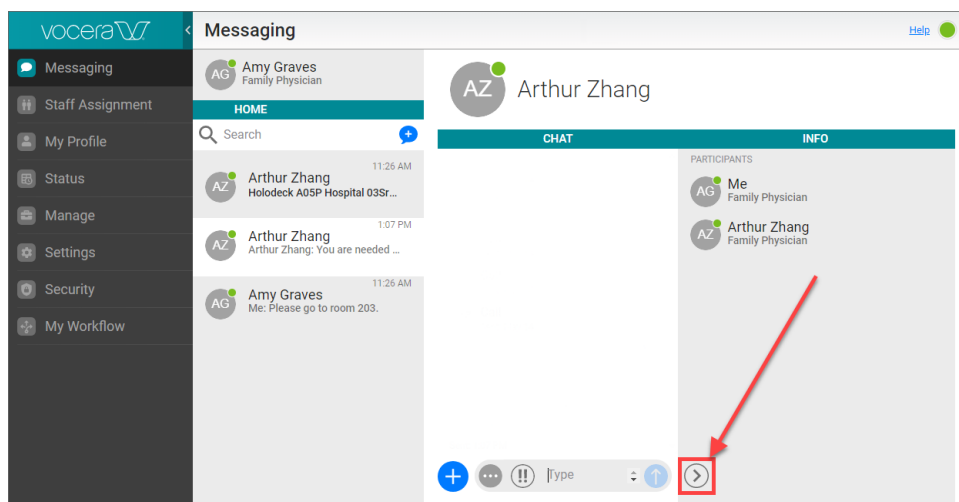 vocera
Messaging
Help
Messaging
Staff Assignment
My Profile
Status
Manage
Settings
Security
My Workflow
AG
Amy Graves
Family Physician
HOME
Search
11:26 AM
AZ
Arthur Zhang
Holodeck A05P Hospital 03Sr...
1:07 PM
AZ
Arthur Zhang
Arthur Zhang: You are needed ...
11:26 AM
AG
Amy Graves
Me: Please go to room 203.
AZ
Arthur Zhang
CHAT
INFO
PARTICIPANTS
AG
Me
Family Physician
AZ
Arthur Zhang
Family Physician
Type